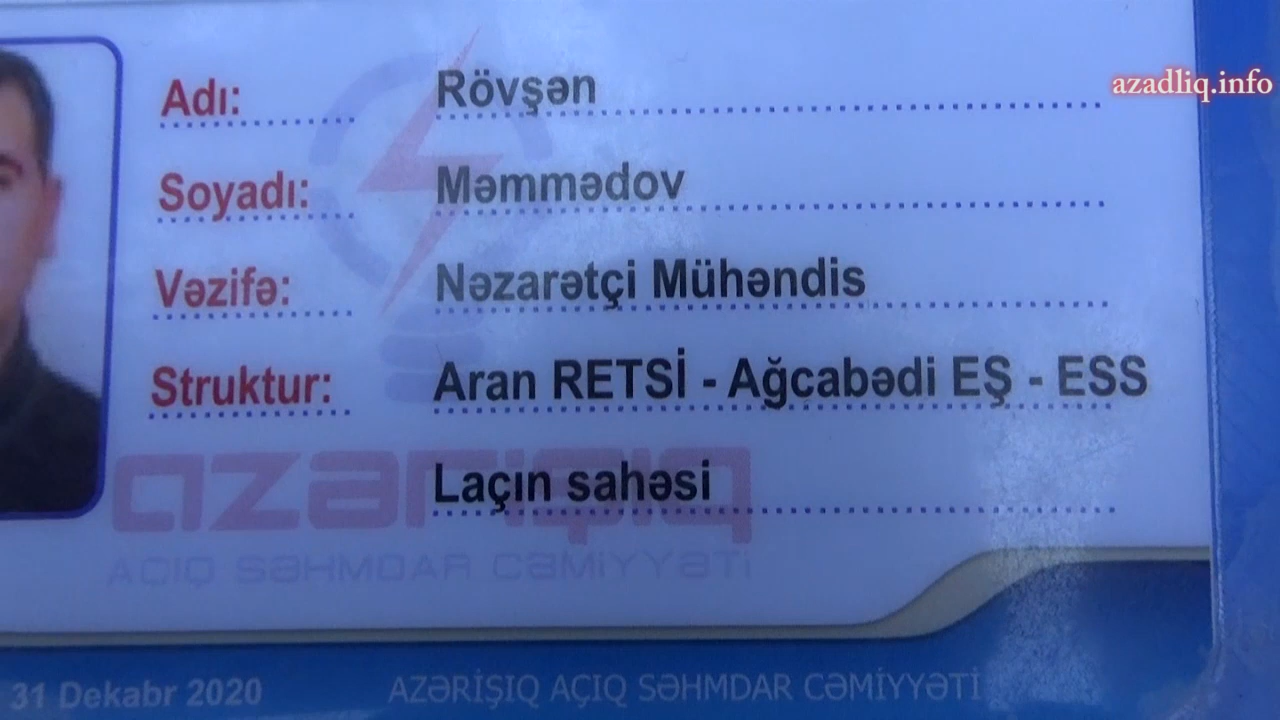 azadliq.info
Adı: Rövşən
Soyadı: Məmmədov
Vəzifə: Nəzarətçi Mühəndis
Struktur: Aran RETSİ - Ağcabədi EŞ - ESS
Laçın sahəsi
azərişıq
AÇIQ SƏHMDAR CƏMİYYƏTİ
31 Dekabr 2020
AZƏRİŞIQ AÇIQ SƏHMDAR CƏMİYYƏTİ